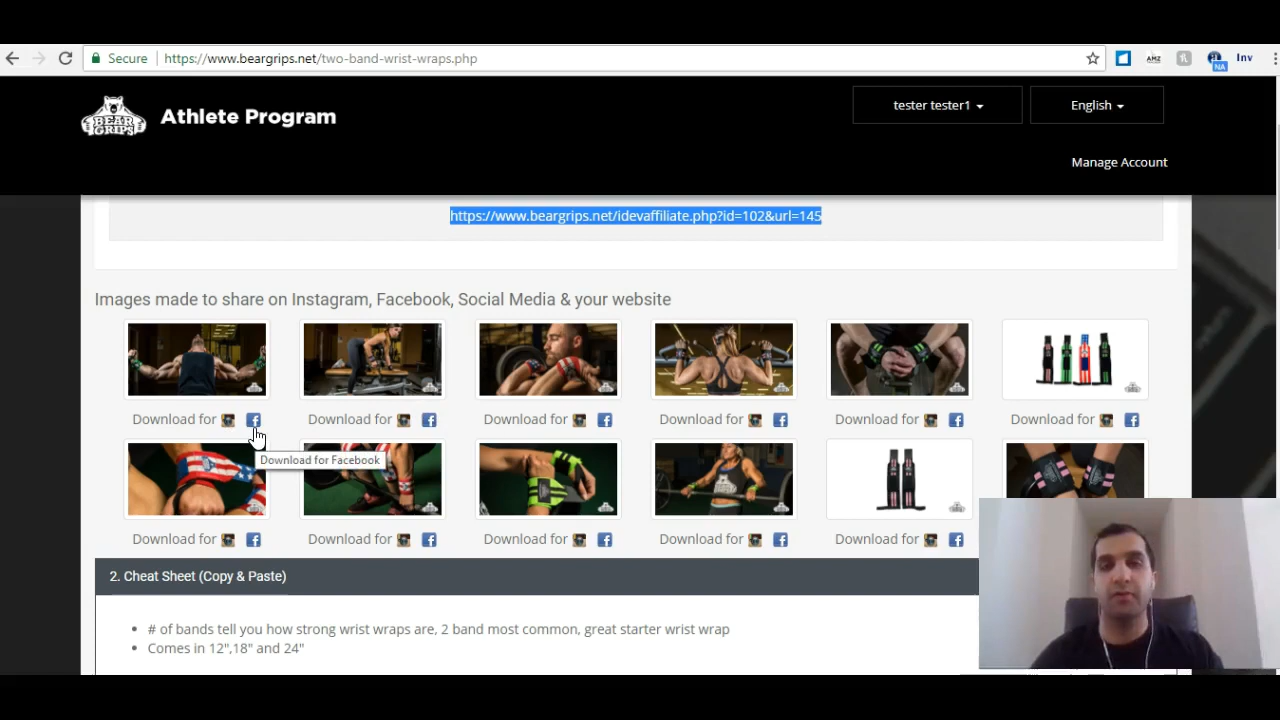 Secure
https://www.beargrips.net/two-band-wrist-wraps.php
AMZ
Inv
NA
BEAR
GRIPS
Athlete Program
tester tester1
English
Manage Account
https://www.beargrips.net/idevaffiliate.php?id=102&url=145
Images made to share on Instagram, Facebook, Social Media & your website
Download for
Download for
Download for
Download for
Download for
Download for
Download for Facebook
Download for
Download for
Download for
Download for
Download for
2. Cheat Sheet (Copy & Paste)
# of bands tell you how strong wrist wraps are, 2 band most common, great starter wrist wrap
Comes in 12",18" and 24"